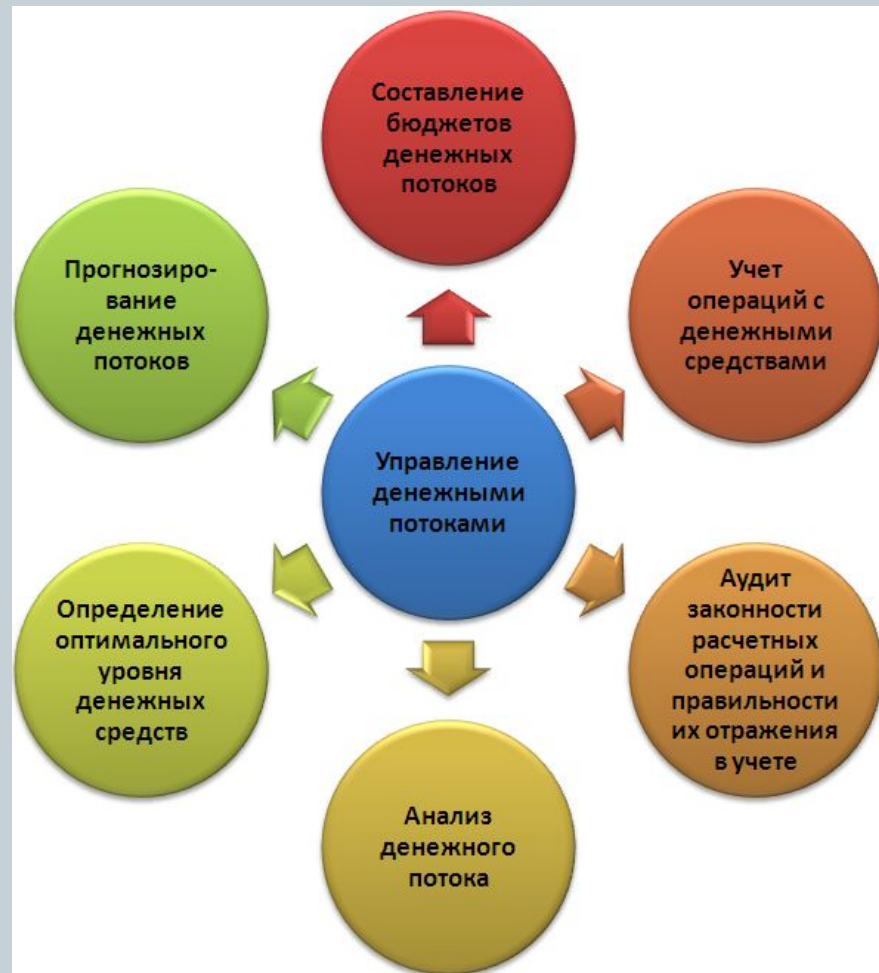 Составление
бюджетов
денежных
потоков
Прогнозиро-
вание
денежных
потоков
Учет
операций с
денежными
средствами
Управление
денежными
потоками
Определение
оптимального
уровня
денежных
средств
Аудит
законности
расчетных
операций и
правильности
их отражения
в учете
Анализ
денежного
потока